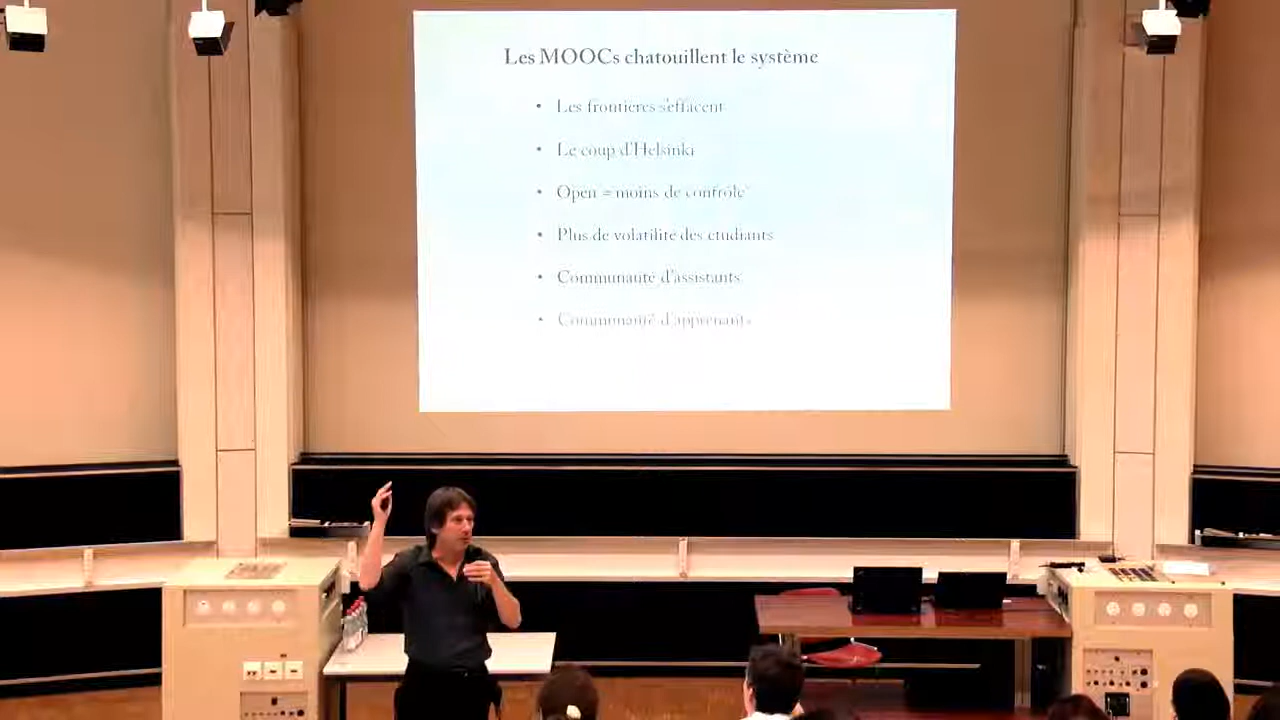 Les MOOCs chatouillent le système
• Les frontières s'effacent
• Le coup d'Helsinki
• Open = moins de contrôle
• Plus de volatilité des étudiants
• Communauté d'assistants
• Communauté d'apprenants